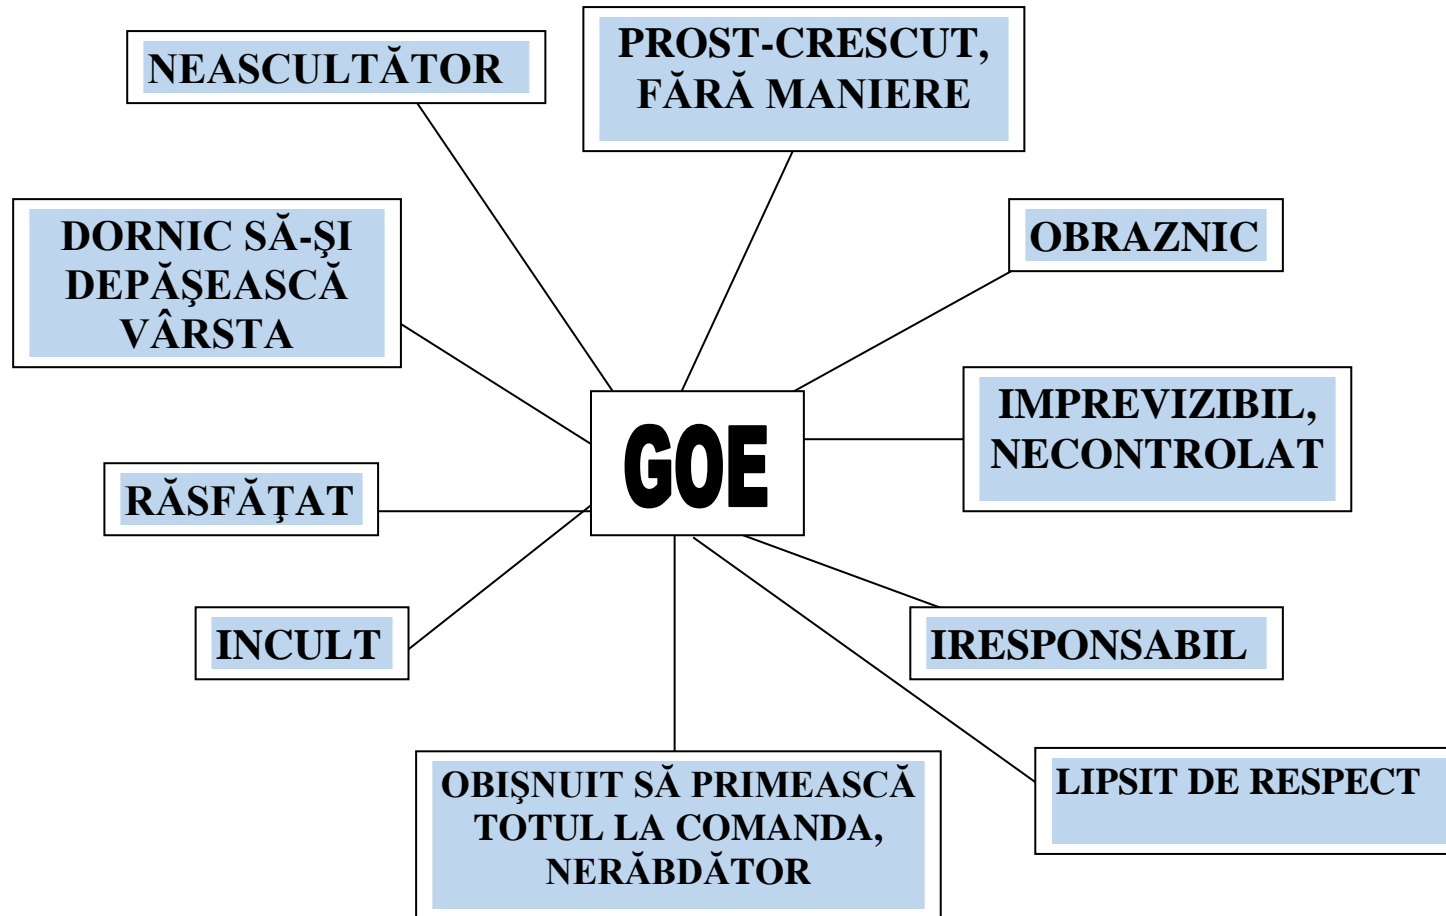 NEASCULTĂTOR
PROST-CRESCUT,
FĂRĂ MANIERE
DORNIC SĂ-ŞI
DEPĂŞEASCĂ
VÂRSTA
OBRAZNIC
IMPREVIZIBIL,
NECONTROLAT
GOE
RĂSFĂŢAT
INCULT
IRESPONSABIL
OBIŞNUIT SĂ PRIMEASCĂ
TOTUL LA COMANDA,
NERĂBDĂTOR
LIPSIT DE RESPECT